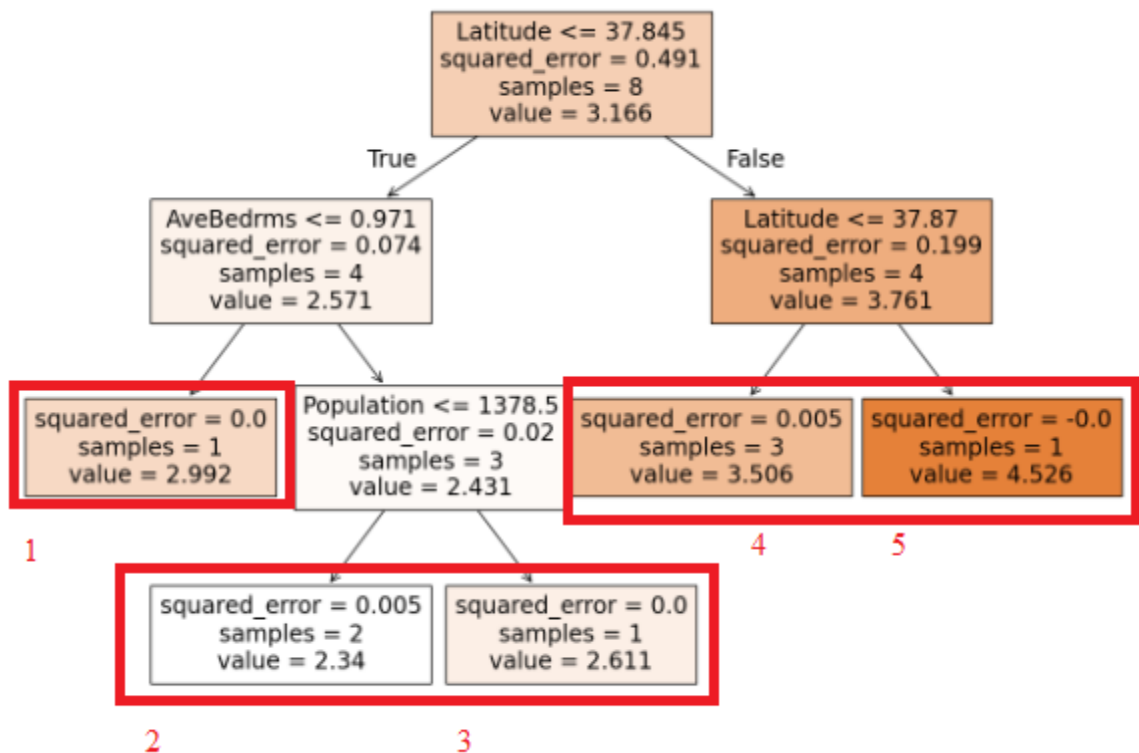 Latitude <= 37.845
squared_error = 0.491
samples = 8
value = 3.166
True
False
AveBedrms <= 0.971
squared_error = 0.074
samples = 4
value = 2.571
Latitude <= 37.87
squared_error = 0.199
samples = 4
value = 3.761
squared_error = 0.0
samples = 1
value = 2.992
Population <= 1378.5
squared_error = 0.02
samples = 3
value = 2.431
squared_error = 0.005
samples = 3
value = 3.506
squared_error = -0.0
samples = 1
value = 4.526
1
4
5
squared_error = 0.005
samples = 2
value = 2.34
squared_error = 0.0
samples = 1
value = 2.611
2
3